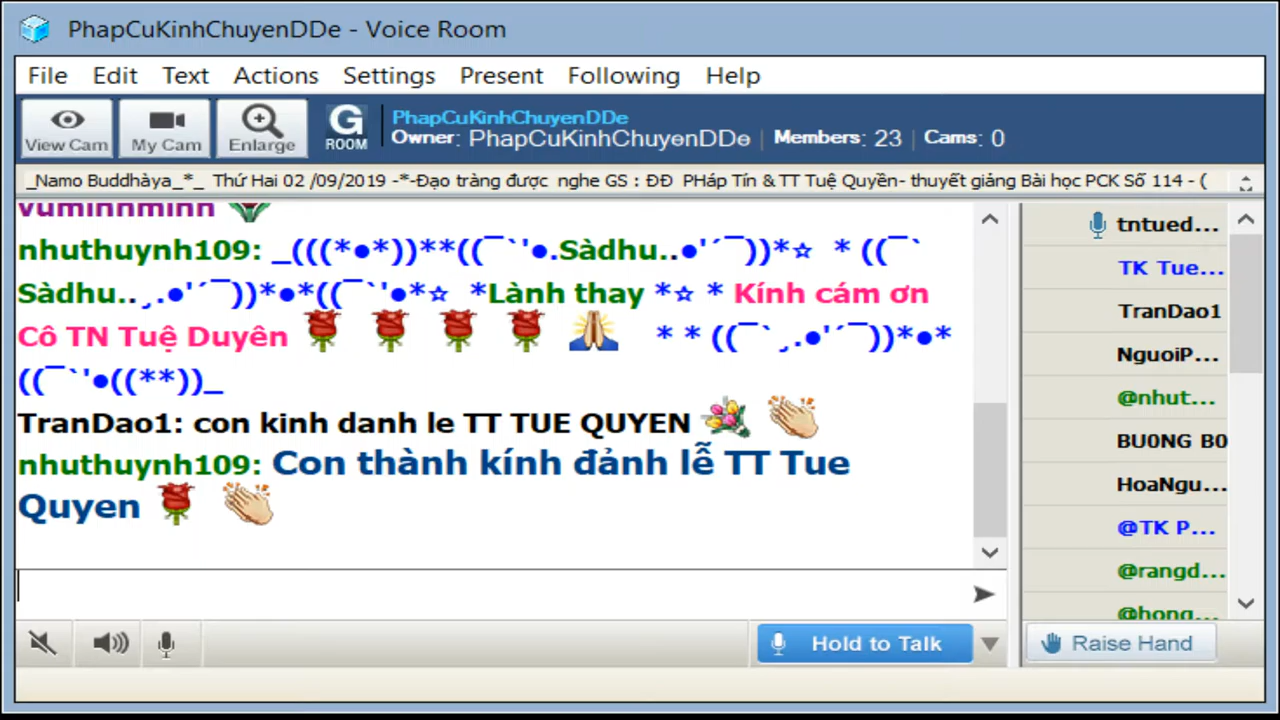 PhapCuKinhChuyenDDe - Voice Room
File Edit Text Actions Settings Present Following Help
View Cam My Cam Enlarge G ROOM
PhapCuKinhChuyenDDe
Owner: PhapCuKinhChuyenDDe | Members: 23 | Cams: 0
_Namo Buddhàya_*_ Thứ Hai 02 /09/2019 -*-Đạo tràng được nghe GS : ĐĐ PHáp Tín & TT Tuệ Quyền- thuyết giảng Bài học PCK Số 114 - (
vuminhminh
nhuthuynh109: _(((*●*))**((¯`'●.Sàdhu..●'´¯))*☆ * ((¯`
Sàdhu..¸.●'´¯))*●*((¯`'●*☆ *Lành thay *☆ * Kính cám ơn
Cô TN Tuệ Duyên * * ((¯`¸.●'´¯))*●*
((¯`'●((**))_
TranDao1: con kinh danh le TT TUE QUYEN
nhuthuynh109: Con thành kính đảnh lễ TT Tue
Quyen
tntued...
TK Tue...
TranDao1
NguoiP...
@nhut...
BU0NG B0
HoaNgu...
@TK P...
@rangd...
@hong...
Hold to Talk
Raise Hand